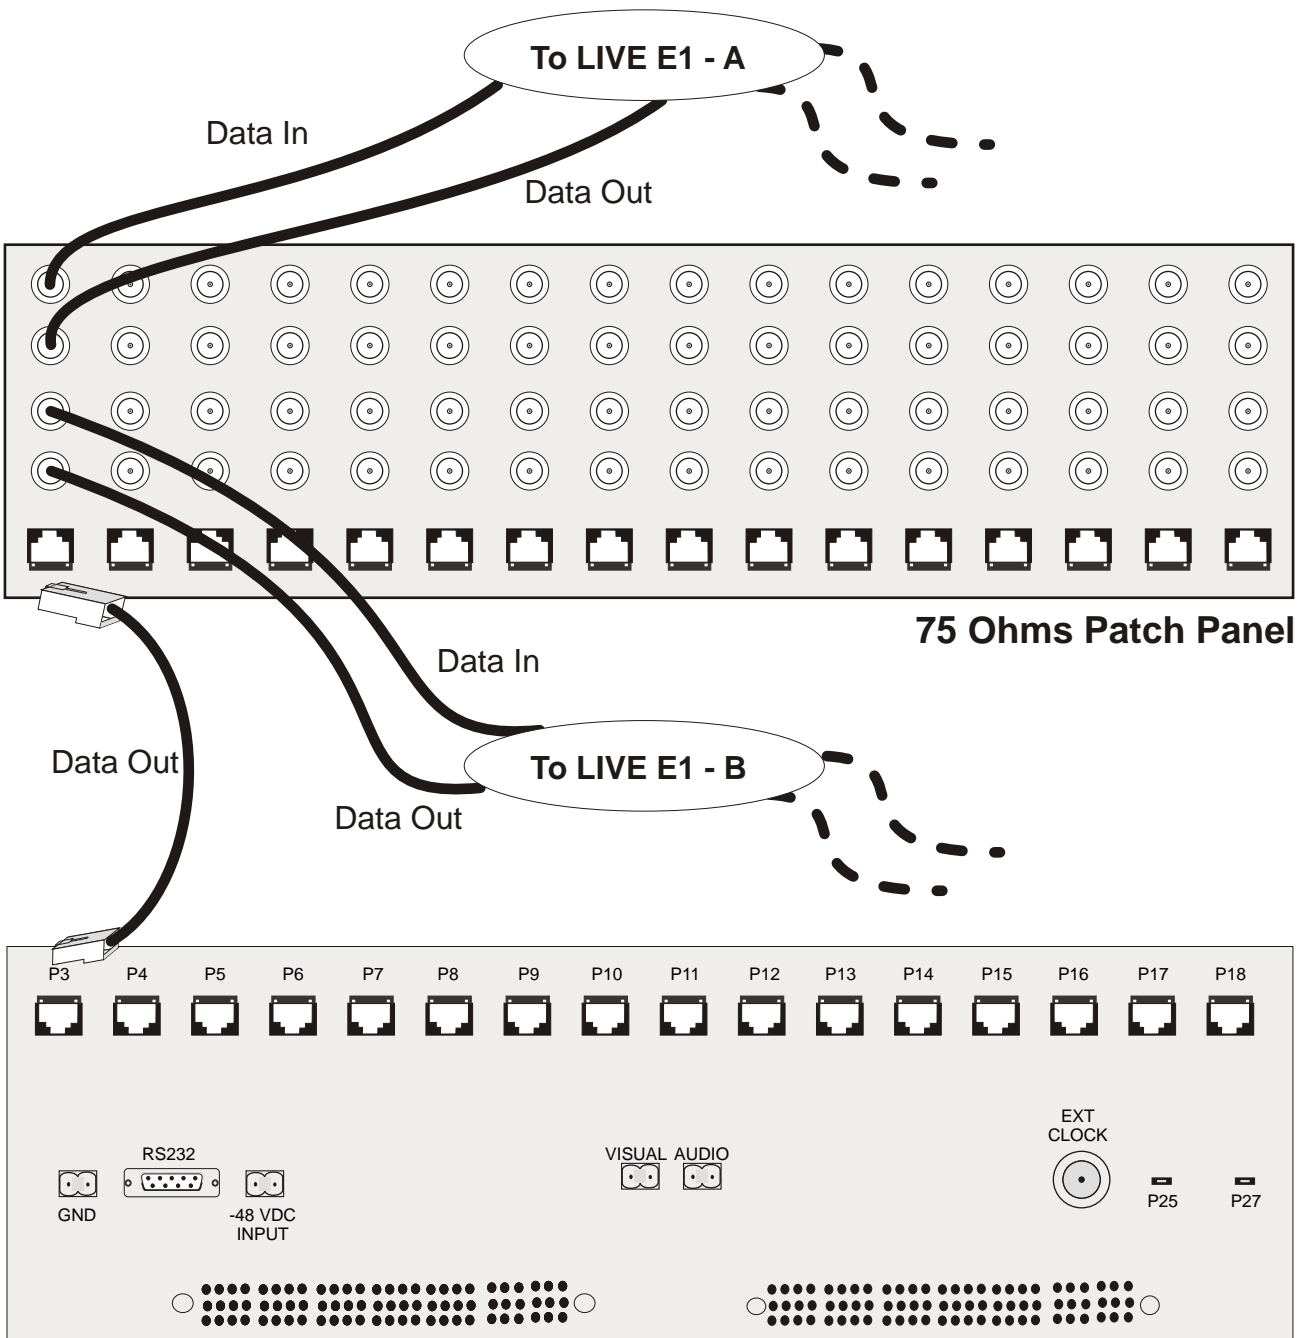 To LIVE E1 - A
Data In
Data Out
75 Ohms Patch Panel
Data In
Data Out
To LIVE E1 - B
Data Out
P3 P4 P5 P6 P7 P8 P9 P10 P11 P12 P13 P14 P15 P16 P17 P18
EXT
CLOCK
RS232
VISUAL AUDIO
GND
-48 VDC
INPUT
P25
P27